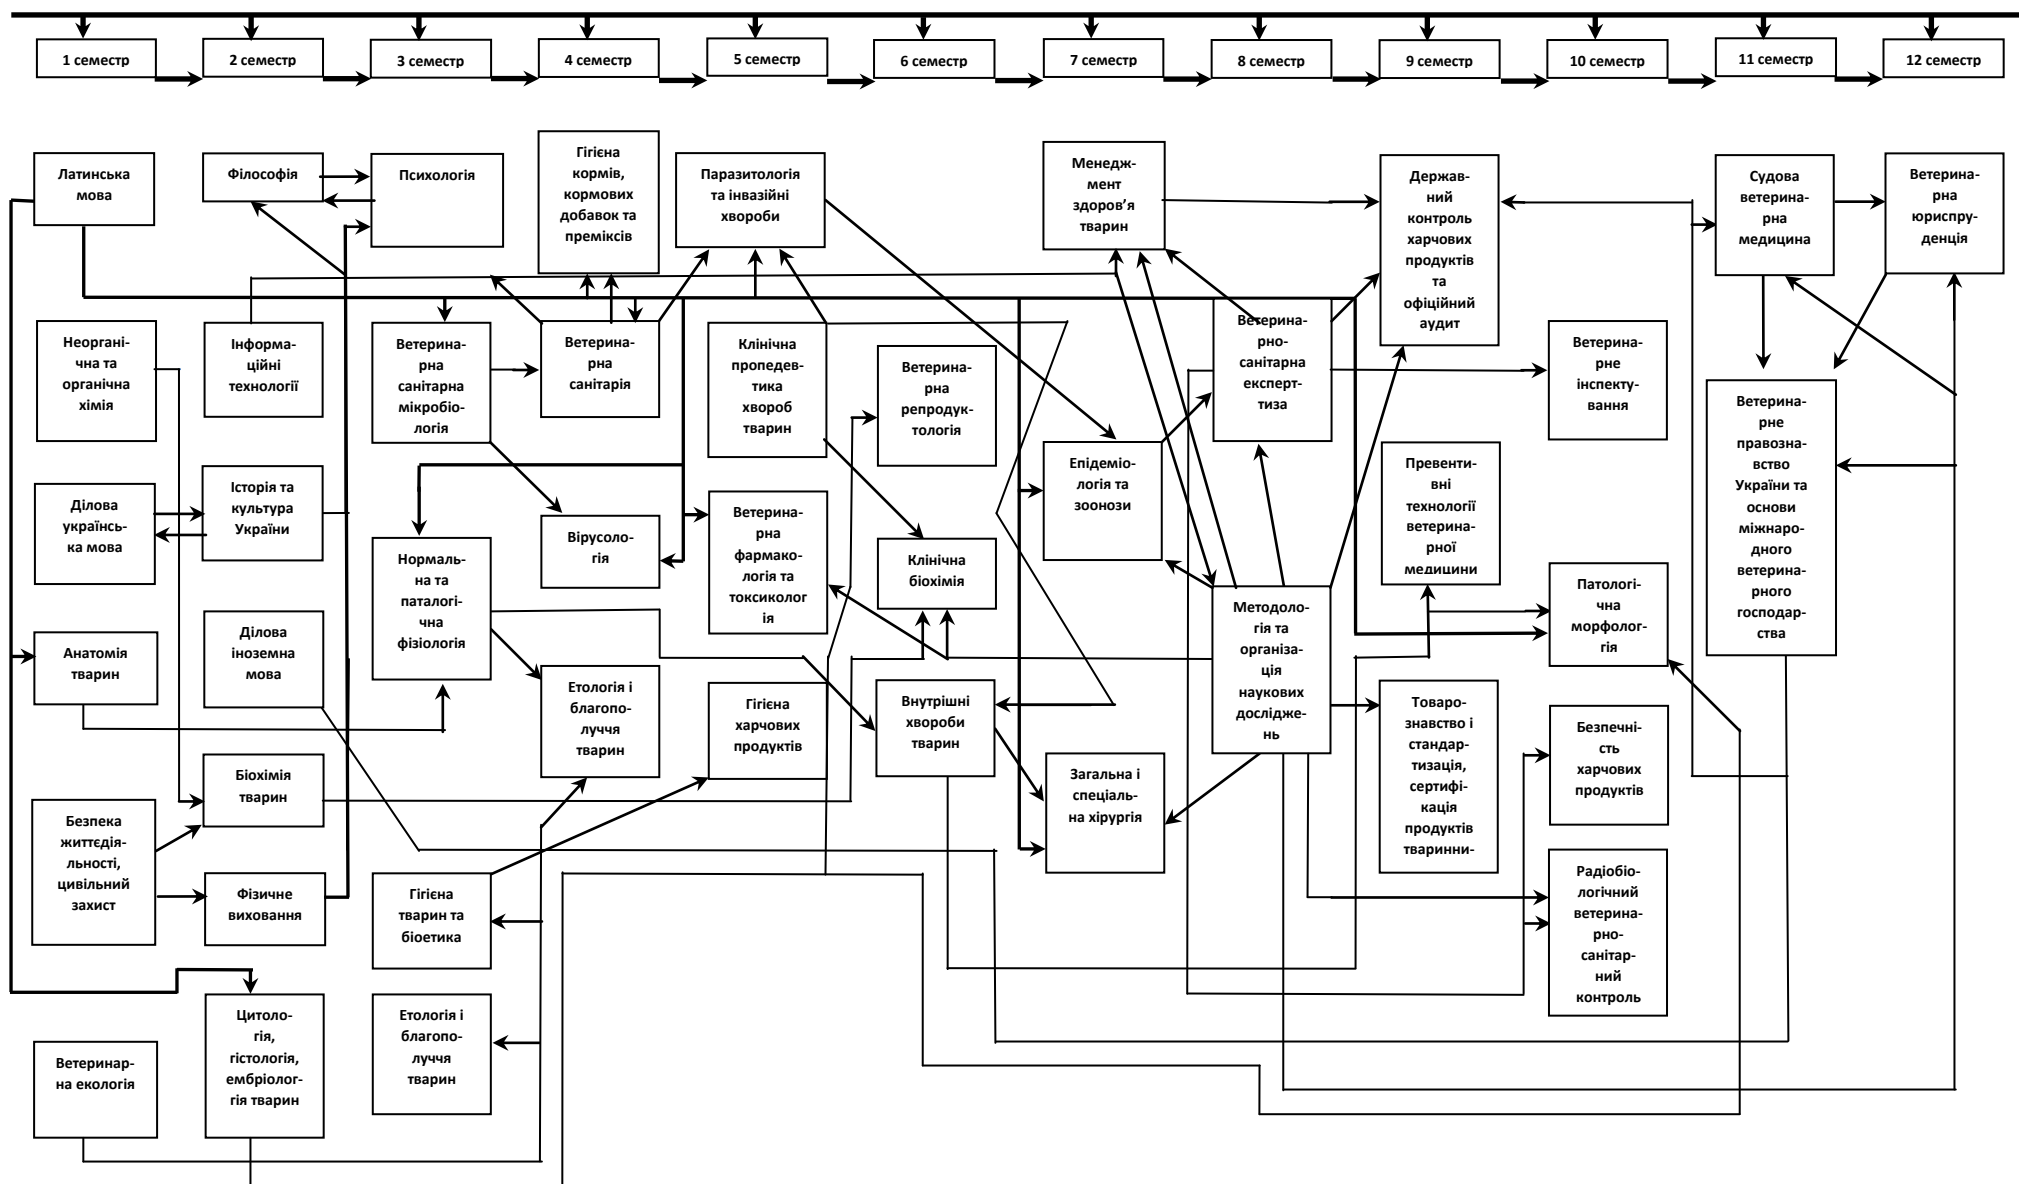 1 семестр
2 семестр
3 семестр
4 семестр
5 семестр
6 семестр
7 семестр
8 семестр
9 семестр
10 семестр
11 семестр
12 семестр
Латинська
мова
Неоргані-
чна та
органічна
хімія
Ділова
українсь-
ка мова
Анатомія
тварин
Безпека
життєдія-
льності,
цивільний
захист
Ветеринар-
на екологія
Філософія
Інформа-
ційні
технології
Історія та
культура
України
Ділова
іноземна
мова
Біохімія
тварин
Фізичне
виховання
Цитоло-
гія,
гістологія,
ембріолог-
гія тварин
Психологія
Ветерина-
рна
санітарна
мікробіо-
логія
Нормаль-
на та
паталогі-
чна
фізіологія
Гігієна
тварин та
біоетика
Етологія і
благопо-
луччя
тварин
Гігієна
кормів,
кормових
добавок та
преміксів
Ветерина-
рна
санітарія
Вірусоло-
гія
Етологія і
благопо-
луччя
тварин
Паразитологія
та інвазійні
хвороби
Клінічна
пропедев-
тика
хвороб
тварин
Ветерина-
рна
фармако-
логія та
токсиколог
ія
Гігієна
харчових
продуктів
Ветерина-
рна
репродук-
тологія
Клінічна
біохімія
Внутрішні
хвороби
тварин
Менедж-
мент
здоров’я
тварин
Епідеміо-
логія та
зоонози
Загальна і
спеціаль-
на хірургія
Ветерина-
рно-
санітарна
експерт-
тиза
Методоло-
гія та
організа-
ція
наукових
досліджe-
нь
Держав-
ний
контроль
харчових
продуктів
та
офіційний
аудит
Превенти-
вні
технології
ветерина-
рної
медицини
Товаро-
знавство і
стандар-
тизація,
сертифі-
кація
продуктів
тваринни-
Ветерина-
рне
інспекту-
вання
Патологі-
чна
морфолог-
гія
Безпечні-
сть
харчових
продуктів
Радіобіо-
логічний
ветерина-
рно-
санітар-
ний
контроль
Судова
ветерина-
рна
медицина
Ветерина-
рне
правозна-
вство
України та
основи
міжнаро-
дного
ветерина-
рного
господар-
ства
Ветерина-
рна
юриспру-
денція